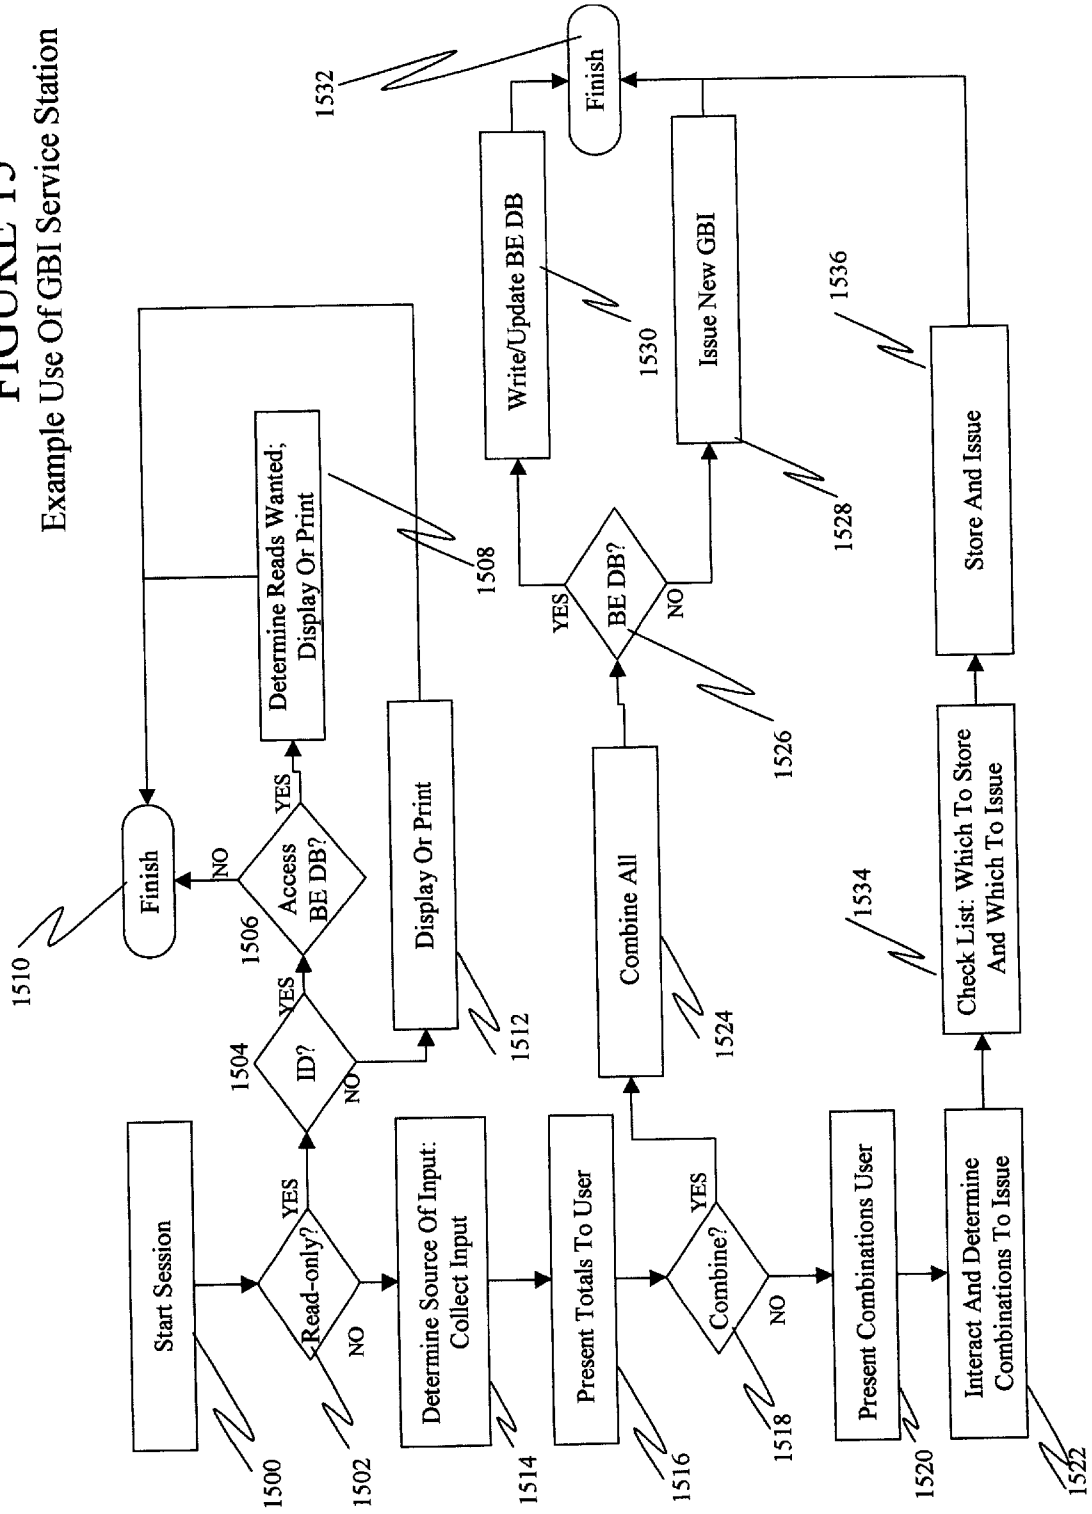 FIGURE 15
Example Use Of GBI Service Station
Start Session
1500
Read-only?
YES
NO
1502
ID?
1504
YES
NO
Access
BE DB?
1506
YES
NO
Finish
1510
Determine Reads Wanted;
Display Or Print
1508
Display Or Print
1512
Determine Source Of Input:
Collect Input
1514
Present Totals To User
1516
Combine?
YES
NO
1518
Combine All
1524
BE DB?
YES
NO
1526
Write/Update BE DB
1530
Issue New GBI
1528
Finish
1532
Present Combinations User
1520
Interact And Determine
Combinations To Issue
1522
Check List: Which To Store
And Which To Issue
1534
Store And Issue
1536